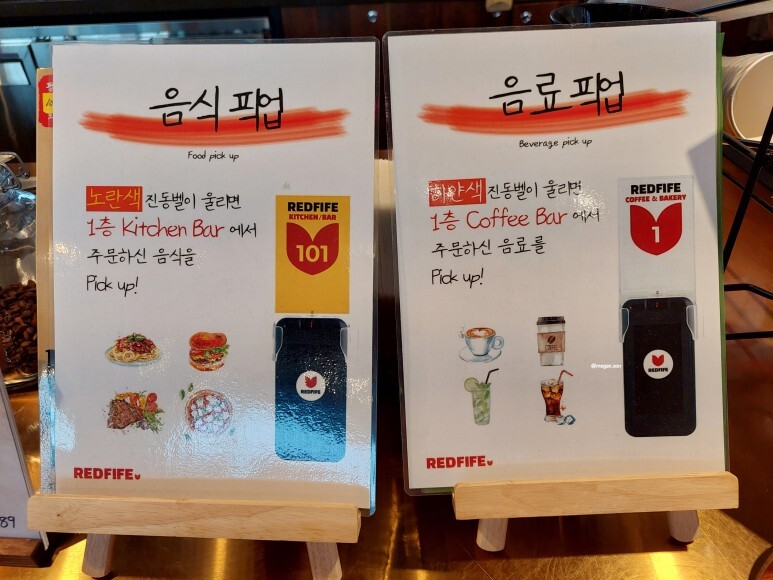 음식 픽업
Food pick up
노란색 진동벨이 울리면
1층 Kitchen Bar 에서
주문하신 음식을
Pick up!
REDFIFE
KITCHEN/BAR
101
REDFIFE
REDFIFE
음료 픽업
Beverage pick up
하얀색 진동벨이 울리면
1층 Coffee Bar 에서
주문하신 음료를
Pick up!
REDFIFE
COFFEE & BAKERY
1
COFFEE
REDFIFE
REDFIFE
89